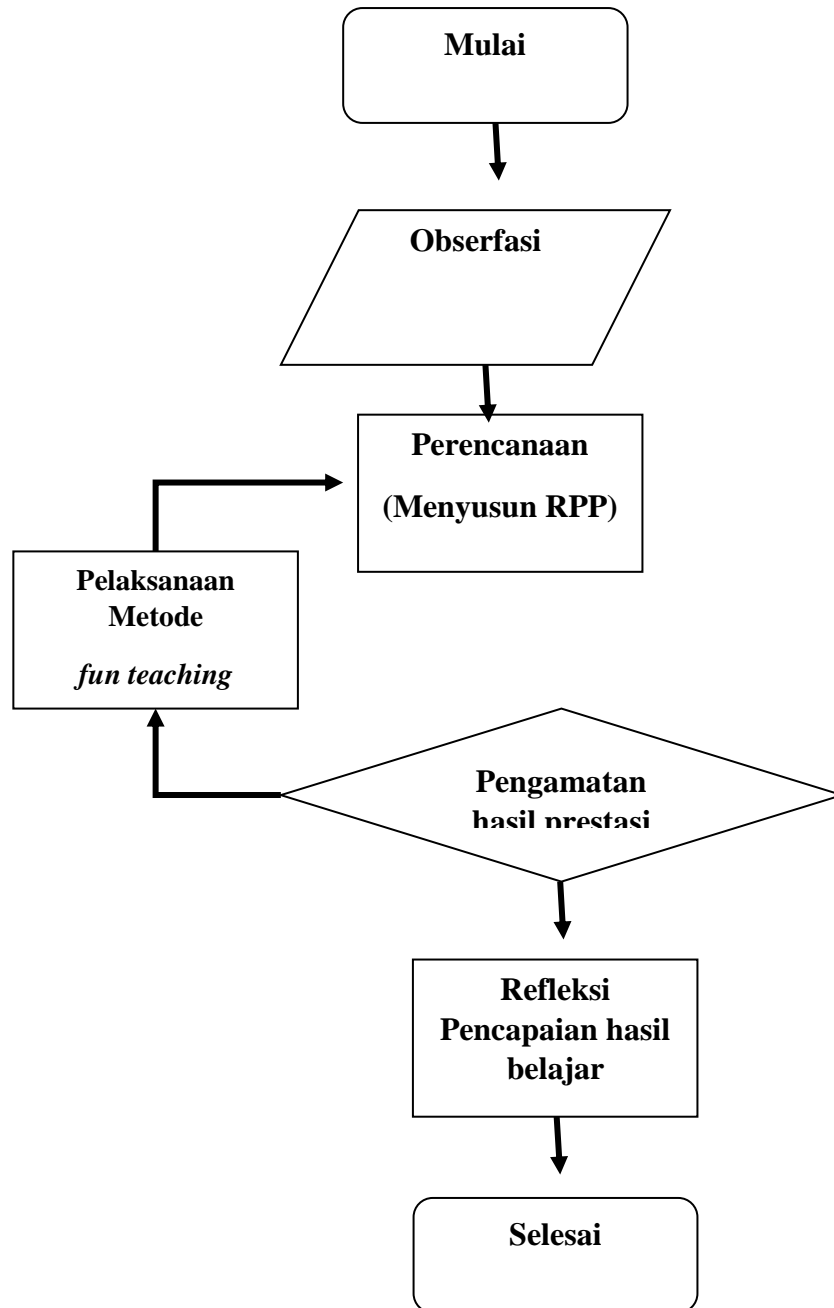 Mulai
Obserfasi
Perencanaan
(Menyusun RPP)
Pelaksanaan
Metode
fun teaching
Pengamatan
hasil prestasi
Refleksi
Pencapaian hasil
belajar
Selesai